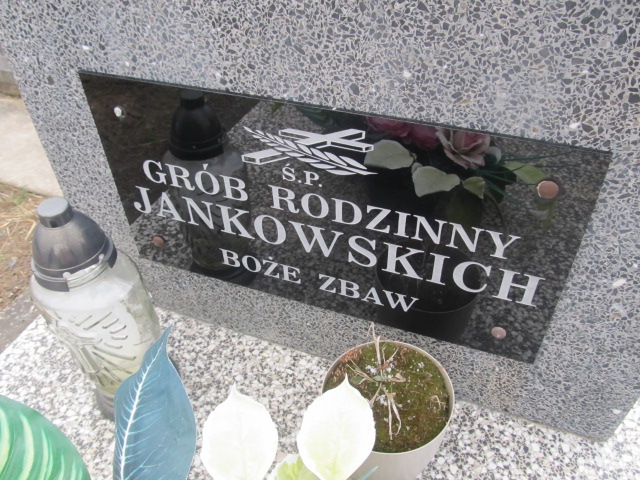 Ś.P.
GRÓB RODZINNY
JANKOWSKICH
BOŻE ZBAW